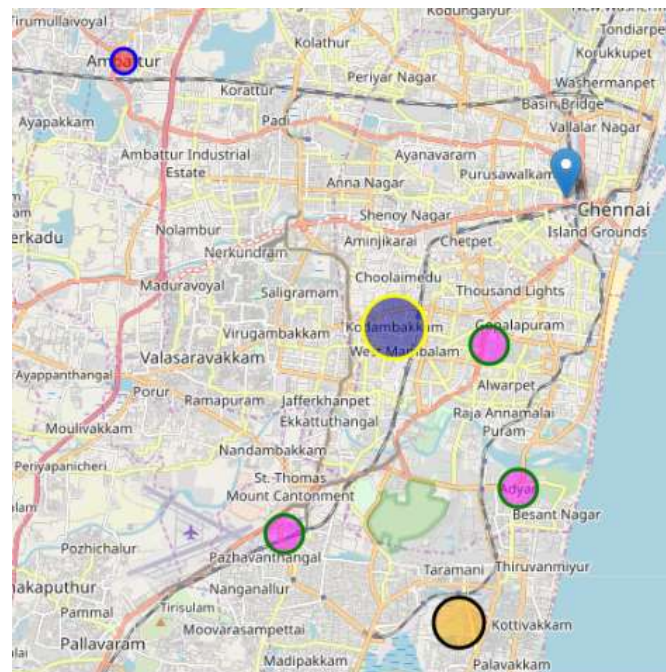 Tirumullaivoyal
Kolathur
Kodungaiyur
Tondiarpe
Korukkupet
Ambattur
Periyar Nagar
Korattur
Washermanpet
Basin Bridge
Ayapakkam
Padi
Vallalar Nagar
Ambattur Industrial
Estate
Ayanavaram
Purusawalkam
Anna Nagar
Shenoy Nagar
Chennai
Nolambur
erkadu
Aminjikarai
Chetpet
Island Grounds
Nerkundram
Maduravoyal
Choolaimedu
Saligramam
Thousand Lights
Virugambakkam
Kodambakkam
Gopalapuram
Valasaravakkam
West Mambalam
Ayappanthangal
Porur
Ramapuram
Jafferkhanpet
Alwarpet
Ekkattuthangal
Raja Annamalai
Puram
Moulivakkam
Nandambakkam
Periyapanicheri
St. Thomas
Mount Cantonment
Adyar
Besant Nagar
Pozhichalur
Pazhavanthangal
Thiruvanmiyur
Taramani
nakaputhur
Nanganallur
Pammal
Tirisulam
Moovarasampettai
Kottivakkam
Pallavaram
Madipakkam
Palavakkam